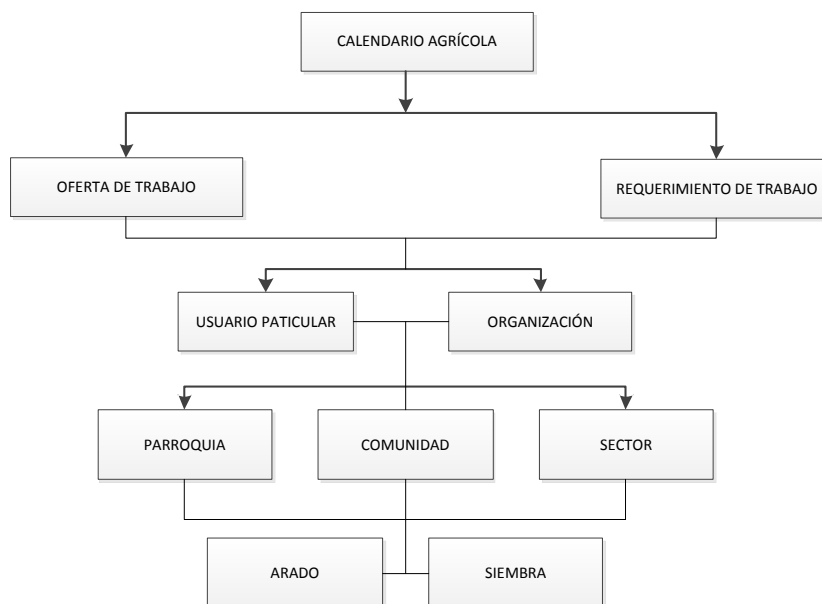 CALENDARIO AGRÍCOLA
OFERTA DE TRABAJO
REQUERIMIENTO DE TRABAJO
USUARIO PATICULAR
ORGANIZACIÓN
PARROQUIA
COMUNIDAD
SECTOR
ARADO
SIEMBRA